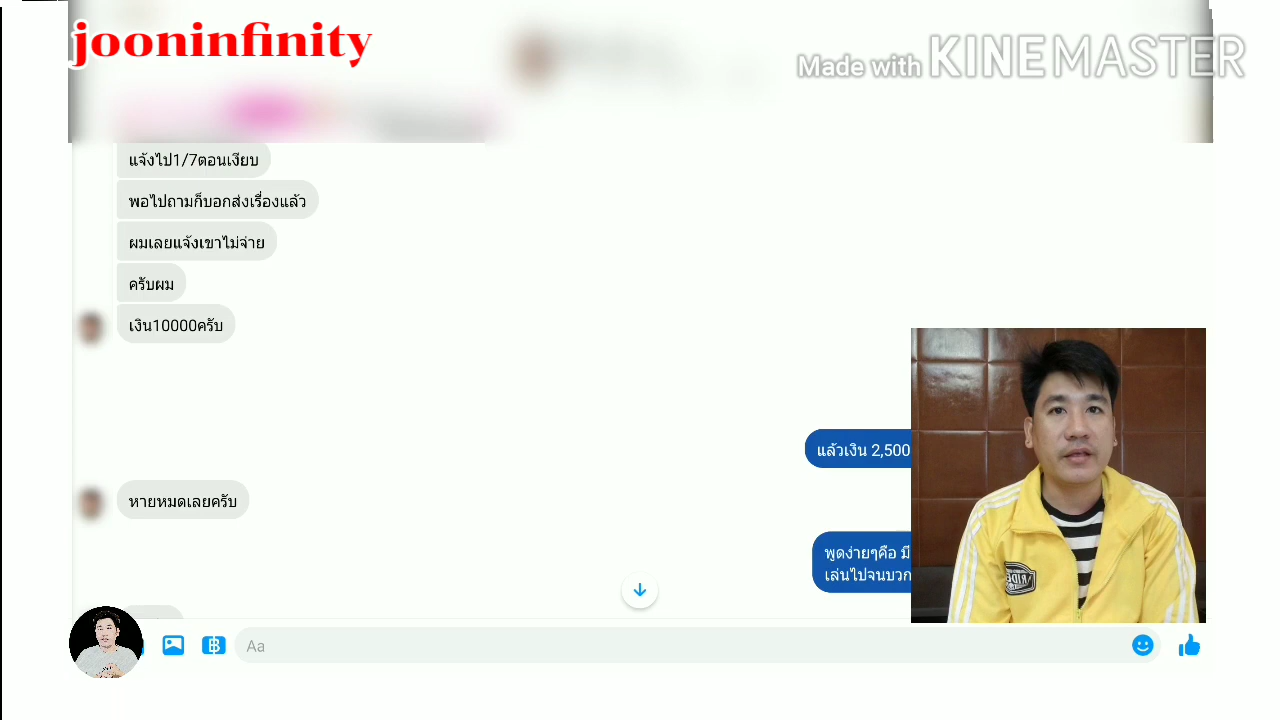 jooninfinity
Made with KINEMASTER
แจ้งไป1/7ตอนเงียบ
พอไปถามก็บอกส่งเรื่องแล้ว
ผมเลยแจ้งเขาไม่จ่าย
ครับผม
เงิน10000ครับ
แล้วเงิน 2,500
หายหมดเลยครับ
พูดง่ายๆคือ มี
เล่นไปจนบวก
Aa